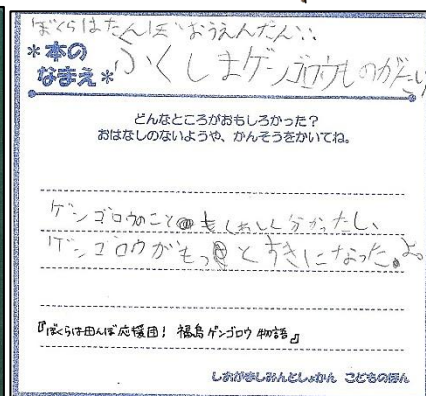 ぼくらはたんぼおうえんだん!!
*本の
なまえ*
ふくしまゲンゴロウものがたり
どんなところがおもしろかった?
おはなしのないようや、かんそうをかいてね。
ゲンゴロウのこともくわしく分かったし、
ゲンゴロウがもっとすきになったよ。
『ぼくらは田んぼ応援団! 福島ゲンゴロウ物語』
しおがましみんとしょかん こどものほん